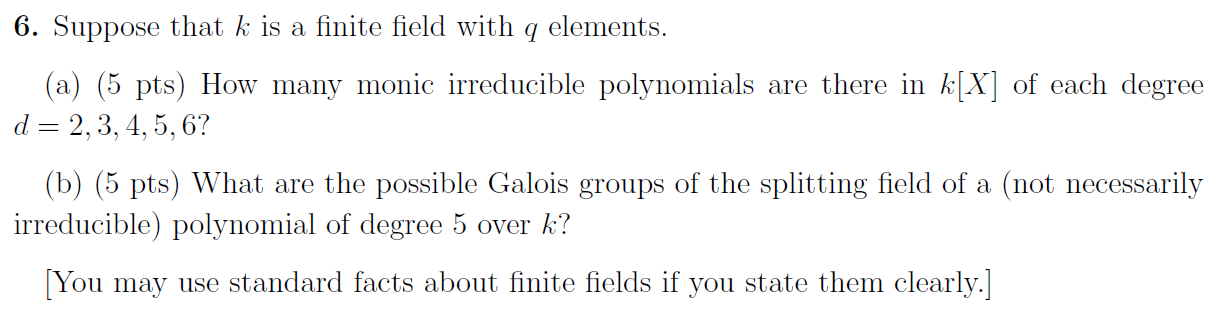 6. Suppose that k is a finite field with q elements.
(a) (5 pts) How many monic irreducible polynomials are there in k[X] of each degree
d = 2, 3, 4, 5, 6?
(b) (5 pts) What are the possible Galois groups of the splitting field of a (not necessarily
irreducible) polynomial of degree 5 over k?
[You may use standard facts about finite fields if you state them clearly.]